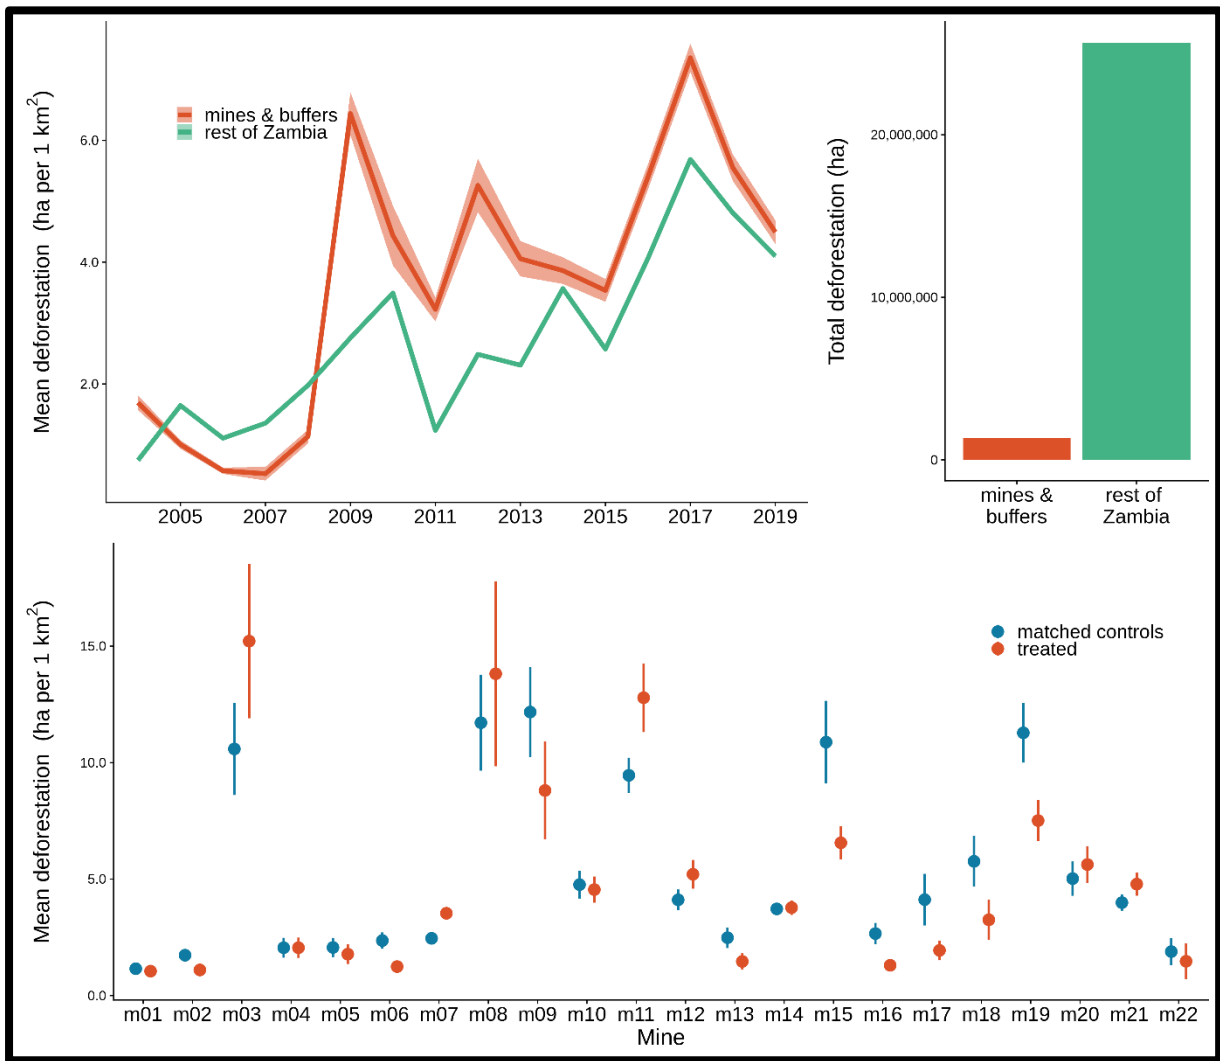 Mean deforestation (ha per 1 km²)
6.0
4.0
2.0
mines & buffers
rest of Zambia
2005 2007 2009 2011 2013 2015 2017 2019
Total deforestation (ha)
20,000,000
10,000,000
0
mines &
buffers
rest of
Zambia
Mean deforestation (ha per 1 km²)
15.0
10.0
5.0
0.0
matched controls
treated
m01 m02 m03 m04 m05 m06 m07 m08 m09 m10 m11 m12 m13 m14 m15 m16 m17 m18 m19 m20 m21 m22
Mine